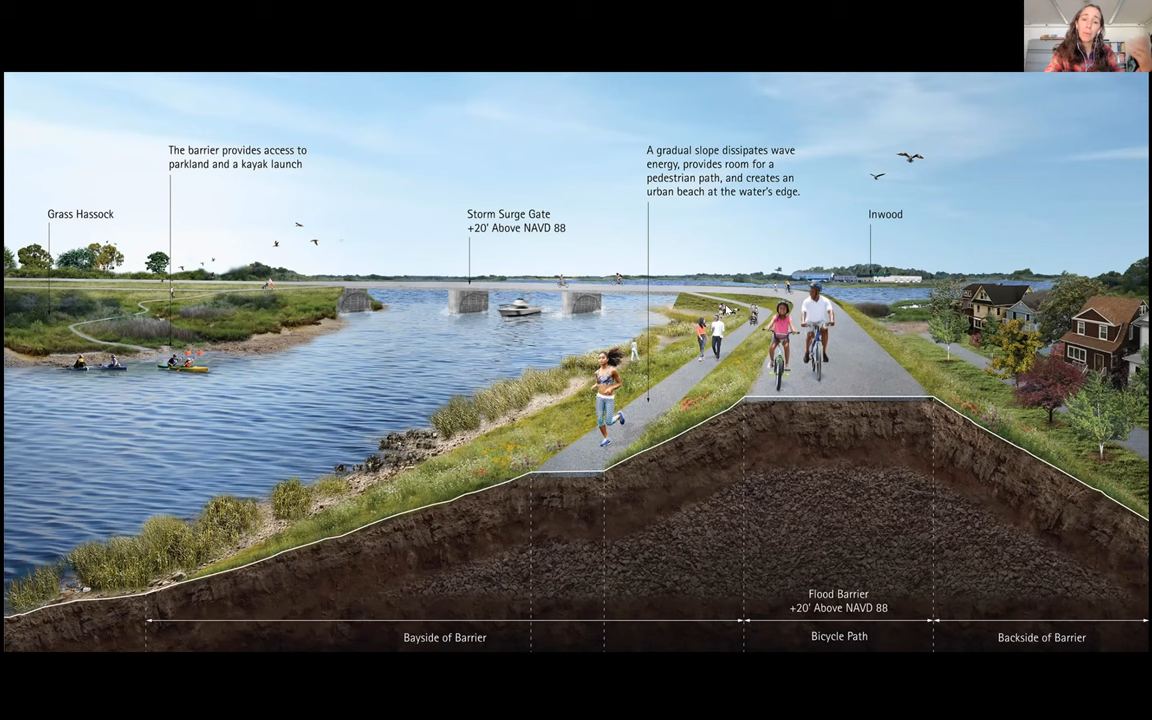 The barrier provides access to
parkland and a kayak launch
A gradual slope dissipates wave
energy, provides room for a
pedestrian path, and creates an
urban beach at the water's edge.
Grass Hassock
Storm Surge Gate
+20' Above NAVD 88
Inwood
Flood Barrier
+20' Above NAVD 88
Bayside of Barrier
Bicycle Path
Backside of Barrier